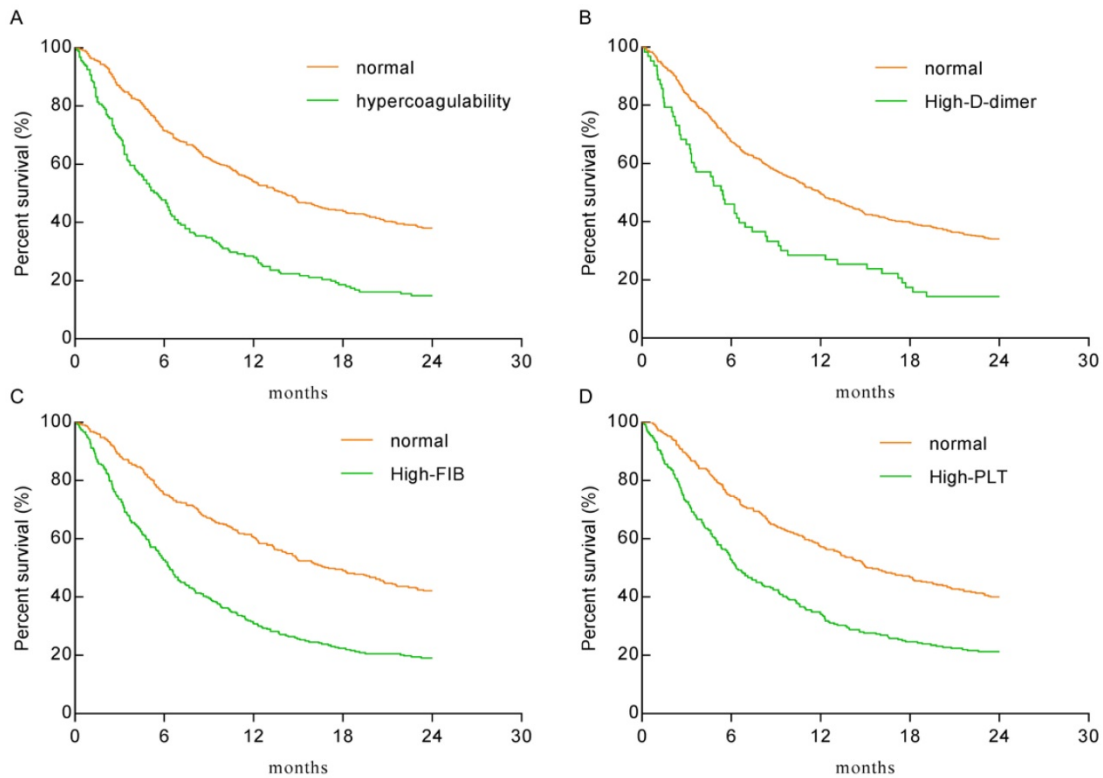 A
Percent survival (%)
100
80
60
40
20
0
0 6 12 18 24 30
months
normal
hypercoagulability
B
Percent survival (%)
100
80
60
40
20
0
0 6 12 18 24 30
months
normal
High-D-dimer
C
Percent survival (%)
100
80
60
40
20
0
0 6 12 18 24 30
months
normal
High-FIB
D
Percent survival (%)
100
80
60
40
20
0
0 6 12 18 24 30
months
normal
High-PLT